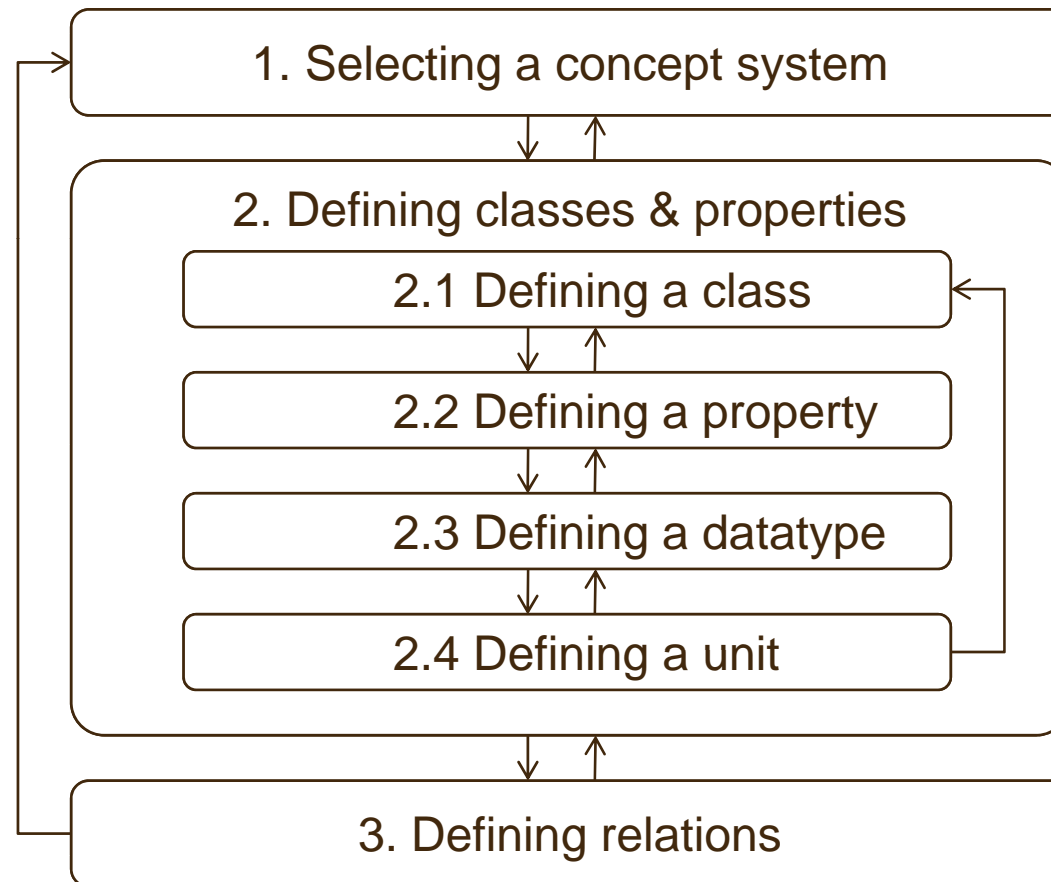 1. Selecting a concept system
2. Defining classes & properties
2.1 Defining a class
2.2 Defining a property
2.3 Defining a datatype
2.4 Defining a unit
3. Defining relations